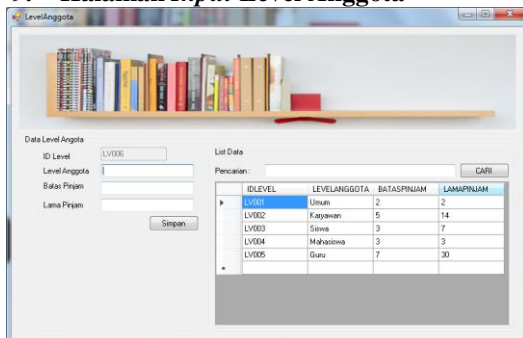 Halaman Input Level Anggota
LevelAnggota
Data Level Angota
ID Level LV006
Level Anggota
Batas Pinjam
Lama Pinjam
Simpan
List Data
Pencarian : CARI
IDLEVEL LEVELANGGOTA BATASPINJAM LAMAPINJAM
LV001 Umum 2 2
LV002 Karyawan 5 14
LV003 Siswa 3 7
LV004 Mahasiswa 3 3
LV005 Guru 7 30